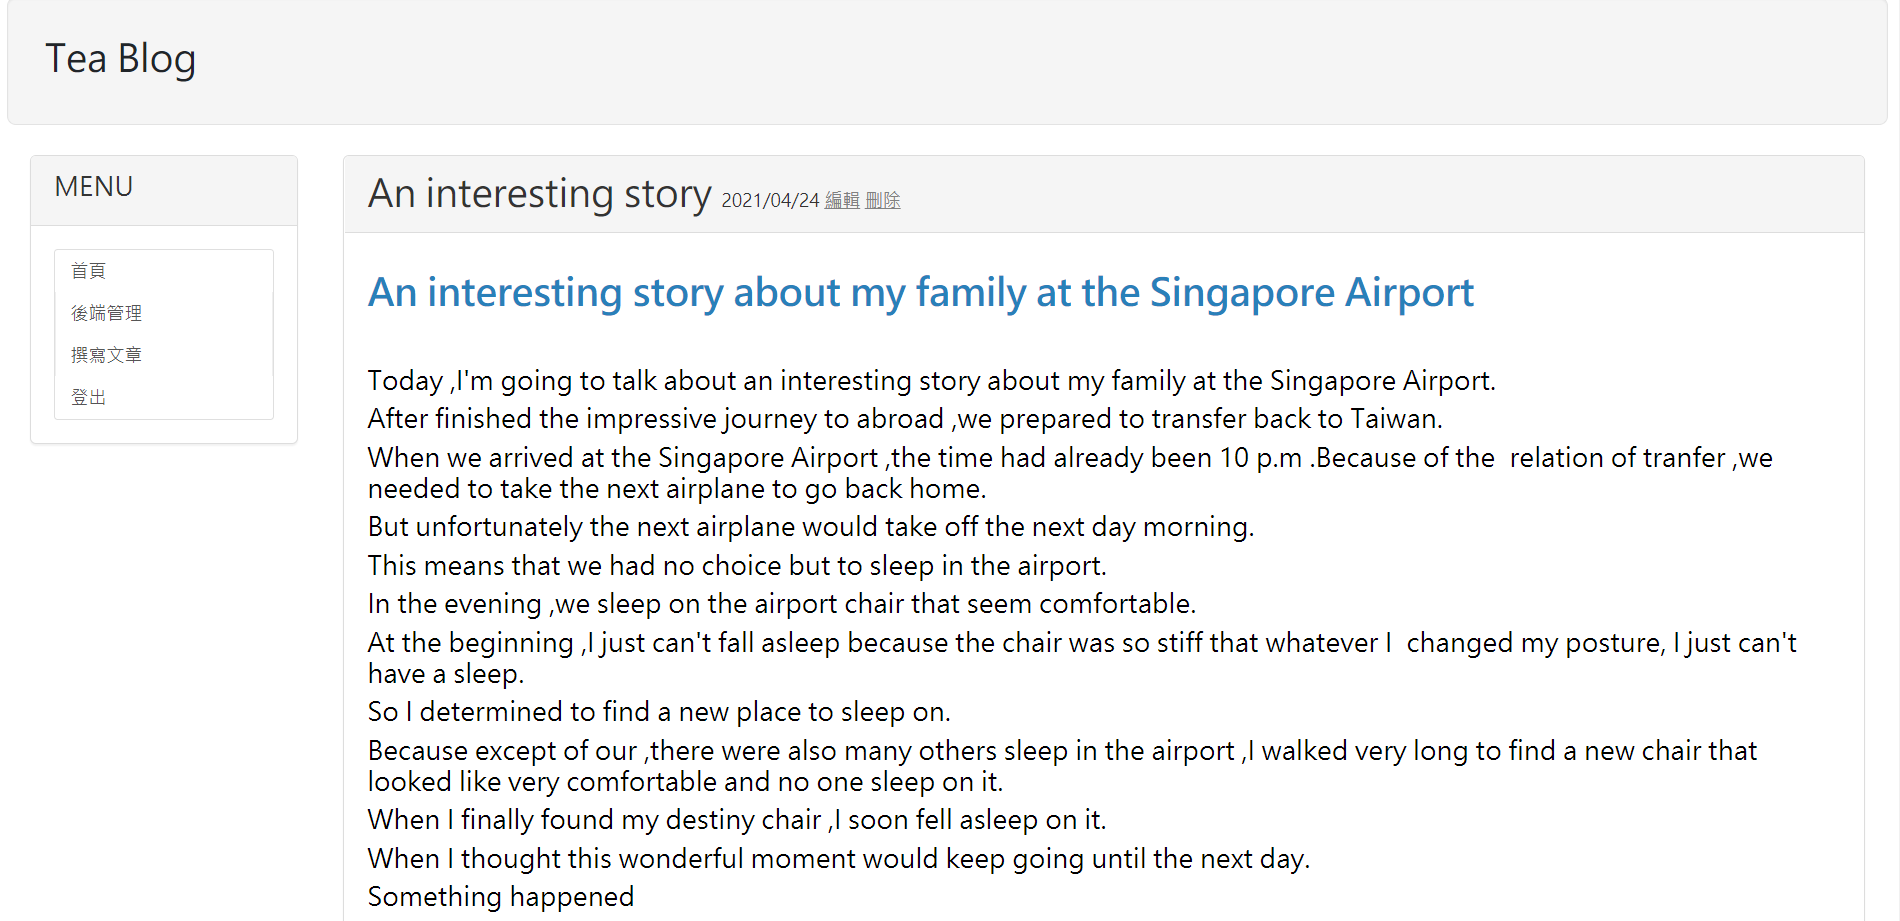 Tea Blog
MENU
首頁
後端管理
撰寫文章
登出
An interesting story 2021/04/24 編輯 刪除
An interesting story about my family at the Singapore Airport
Today ,I'm going to talk about an interesting story about my family at the Singapore Airport.
After finished the impressive journey to abroad ,we prepared to transfer back to Taiwan.
When we arrived at the Singapore Airport ,the time had already been 10 p.m .Because of the  relation of tranfer ,we
needed to take the next airplane to go back home.
But unfortunately the next airplane would take off the next day morning.
This means that we had no choice but to sleep in the airport.
In the evening ,we sleep on the airport chair that seem comfortable.
At the beginning ,I just can't fall asleep because the chair was so stiff that whatever I  changed my posture, I just can't
have a sleep.
So I determined to find a new place to sleep on.
Because except of our ,there were also many others sleep in the airport ,I walked very long to find a new chair that
looked like very comfortable and no one sleep on it.
When I finally found my destiny chair ,I soon fell asleep on it.
When I thought this wonderful moment would keep going until the next day.
Something happened